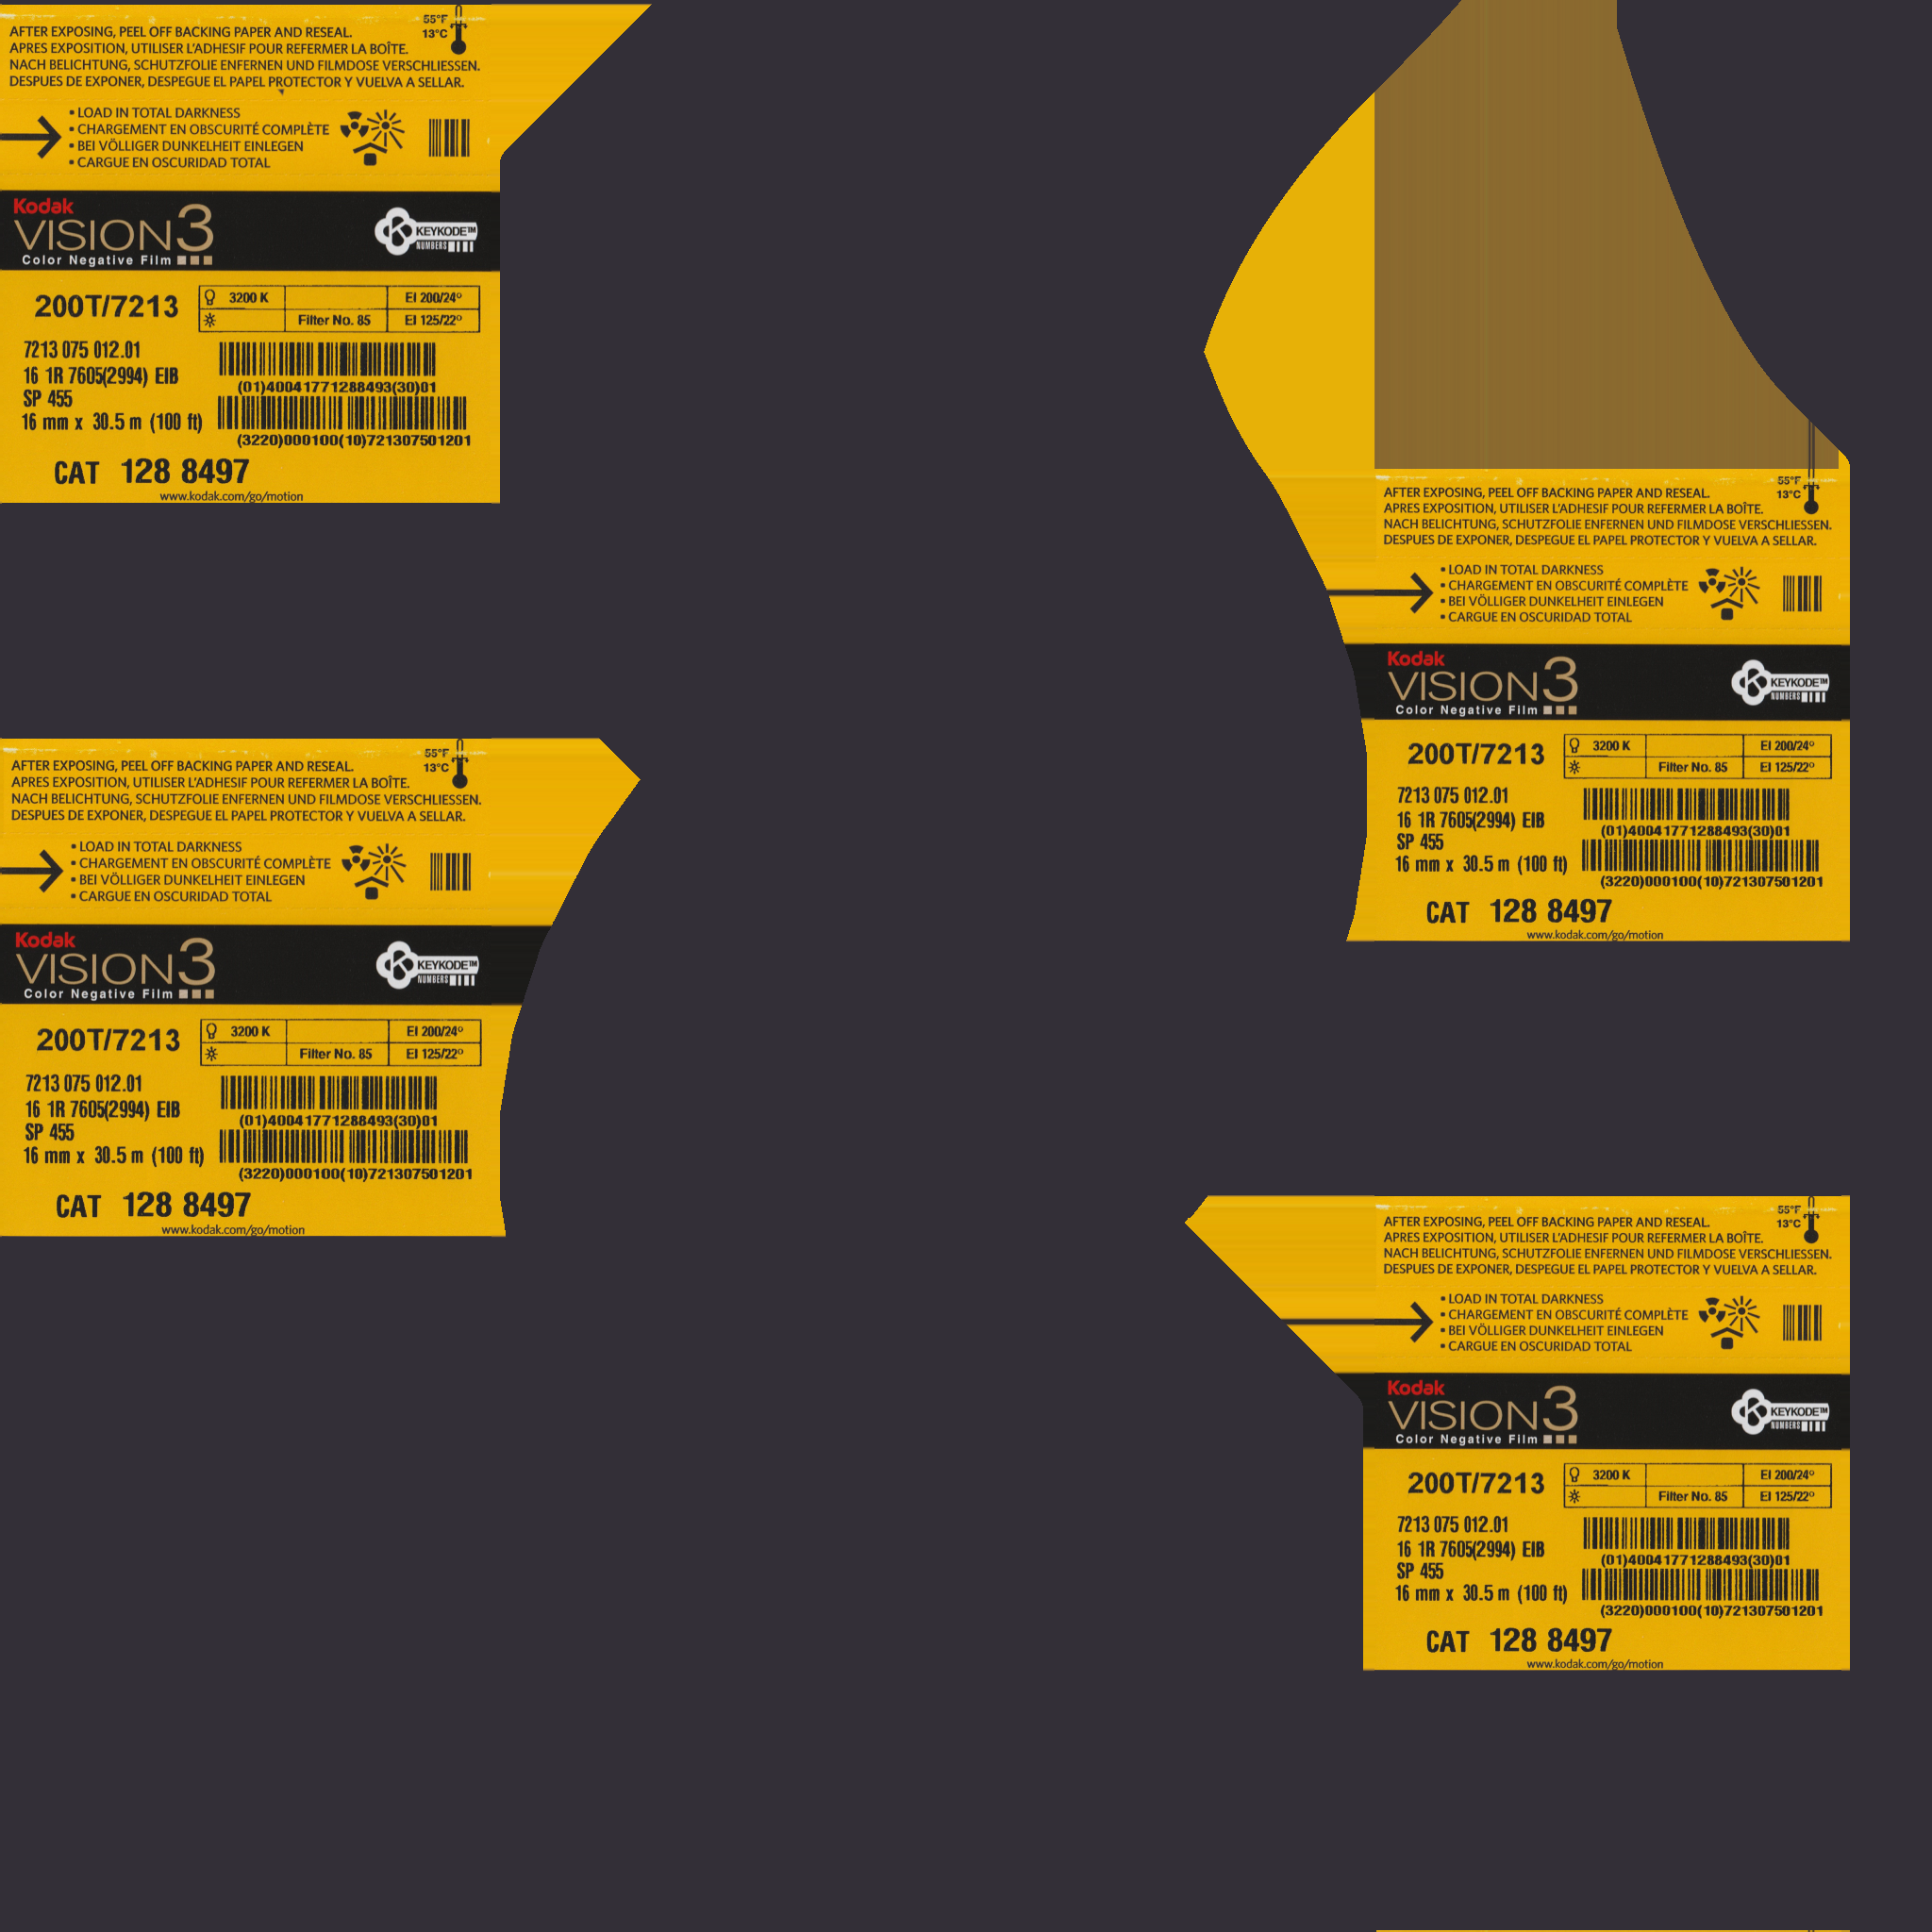 55°F
13°C
AFTER EXPOSING, PEEL OFF BACKING PAPER AND RESEAL.
APRES EXPOSITION, UTILISER L'ADHESIF POUR REFERMER LA BOÎTE.
NACH BELICHTUNG, SCHUTZFOLIE ENFERNEN UND FILMDOSE VERSCHLIESSEN.
DESPUES DE EXPONER, DESPEGUE EL PAPEL PROTECTOR Y VUELVA A SELLAR.
• LOAD IN TOTAL DARKNESS
• CHARGEMENT EN OBSCURITÉ COMPLÈTE
• BEI VÖLLIGER DUNKELHEIT EINLEGEN
• CARGUE EN OSCURIDAD TOTAL
Kodak
VISION3
Color Negative Film
KEYKODE™
NUMBERS
200T/7213
3200 K EI 200/24°
Filter No. 85 EI 125/22°
7213 075 012.01
16 1R 7605(2994) EIB
SP 455
16 mm x 30.5 m (100 ft)
(01)40041771288493(30)01
(3220)000100(10)721307501201
CAT 128 8497
www.kodak.com/go/motion
55°F
13°C
AFTER EXPOSING, PEEL OFF BACKING PAPER AND RESEAL.
APRES EXPOSITION, UTILISER L'ADHESIF POUR REFERMER LA BOÎTE.
NACH BELICHTUNG, SCHUTZFOLIE ENFERNEN UND FILMDOSE VERSCHLIESSEN.
DESPUES DE EXPONER, DESPEGUE EL PAPEL PROTECTOR Y VUELVA A SELLAR.
• LOAD IN TOTAL DARKNESS
• CHARGEMENT EN OBSCURITÉ COMPLÈTE
• BEI VÖLLIGER DUNKELHEIT EINLEGEN
• CARGUE EN OSCURIDAD TOTAL
Kodak
VISION3
Color Negative Film
KEYKODE™
NUMBERS
200T/7213
3200 K EI 200/24°
Filter No. 85 EI 125/22°
7213 075 012.01
16 1R 7605(2994) EIB
SP 455
16 mm x 30.5 m (100 ft)
(01)40041771288493(30)01
(3220)000100(10)721307501201
CAT 128 8497
www.kodak.com/go/motion
55°F
13°C
AFTER EXPOSING, PEEL OFF BACKING PAPER AND RESEAL.
APRES EXPOSITION, UTILISER L'ADHESIF POUR REFERMER LA BOÎTE.
NACH BELICHTUNG, SCHUTZFOLIE ENFERNEN UND FILMDOSE VERSCHLIESSEN.
DESPUES DE EXPONER, DESPEGUE EL PAPEL PROTECTOR Y VUELVA A SELLAR.
• LOAD IN TOTAL DARKNESS
• CHARGEMENT EN OBSCURITÉ COMPLÈTE
• BEI VÖLLIGER DUNKELHEIT EINLEGEN
• CARGUE EN OSCURIDAD TOTAL
Kodak
VISION3
Color Negative Film
KEYKODE™
NUMBERS
200T/7213
3200 K EI 200/24°
Filter No. 85 EI 125/22°
7213 075 012.01
16 1R 7605(2994) EIB
SP 455
16 mm x 30.5 m (100 ft)
(01)40041771288493(30)01
(3220)000100(10)721307501201
CAT 128 8497
www.kodak.com/go/motion
55°F
13°C
AFTER EXPOSING, PEEL OFF BACKING PAPER AND RESEAL.
APRES EXPOSITION, UTILISER L'ADHESIF POUR REFERMER LA BOÎTE.
NACH BELICHTUNG, SCHUTZFOLIE ENFERNEN UND FILMDOSE VERSCHLIESSEN.
DESPUES DE EXPONER, DESPEGUE EL PAPEL PROTECTOR Y VUELVA A SELLAR.
• LOAD IN TOTAL DARKNESS
• CHARGEMENT EN OBSCURITÉ COMPLÈTE
• BEI VÖLLIGER DUNKELHEIT EINLEGEN
• CARGUE EN OSCURIDAD TOTAL
Kodak
VISION3
Color Negative Film
KEYKODE™
NUMBERS
200T/7213
3200 K EI 200/24°
Filter No. 85 EI 125/22°
7213 075 012.01
16 1R 7605(2994) EIB
SP 455
16 mm x 30.5 m (100 ft)
(01)40041771288493(30)01
(3220)000100(10)721307501201
CAT 128 8497
www.kodak.com/go/motion